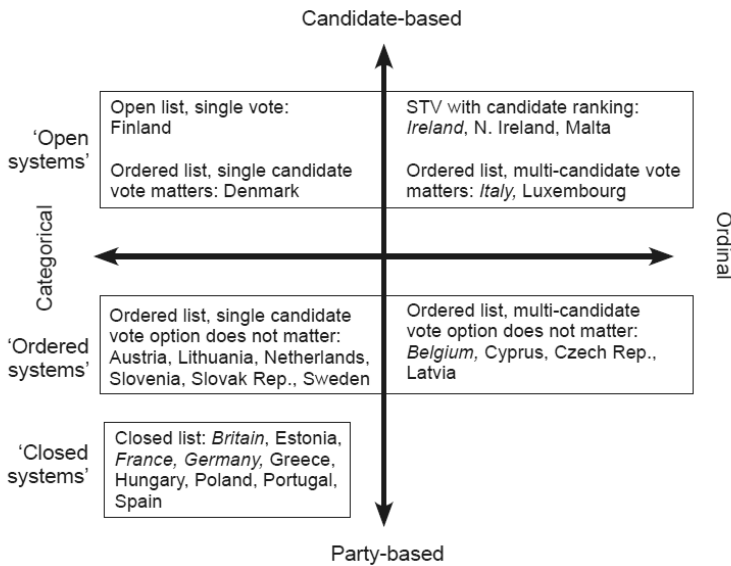 Candidate-based
'Open
systems'
Open list, single vote:
Finland
Ordered list, single candidate
vote matters: Denmark
STV with candidate ranking:
Ireland, N. Ireland, Malta
Ordered list, multi-candidate vote
matters: Italy, Luxembourg
Categorical
Ordinal
'Ordered
systems'
Ordered list, single candidate
vote option does not matter:
Austria, Lithuania, Netherlands,
Slovenia, Slovak Rep., Sweden
Ordered list, multi-candidate
vote option does not matter:
Belgium, Cyprus, Czech Rep.,
Latvia
'Closed
systems'
Closed list: Britain, Estonia,
France, Germany, Greece,
Hungary, Poland, Portugal,
Spain
Party-based